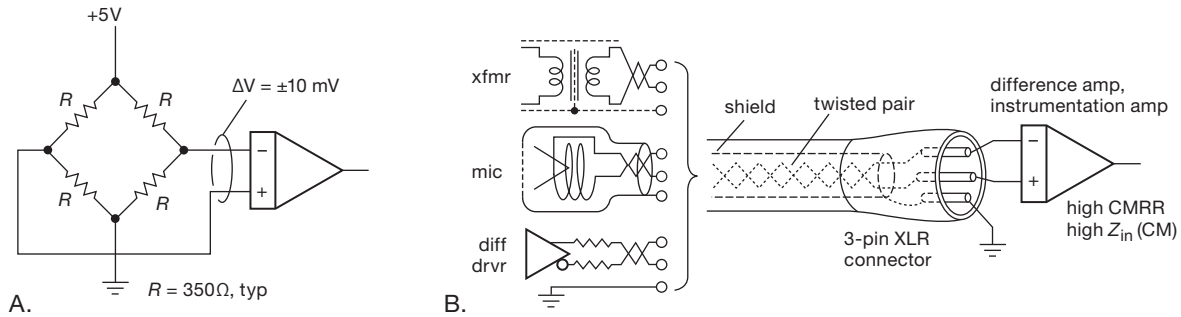 +5V
R
R
R
R
ΔV = ±10 mV
−
+
R = 350Ω, typ
A.
xfmr
mic
diff
drvr
shield
twisted pair
3-pin XLR
connector
difference amp,
instrumentation amp
−
+
high CMRR
high Zin (CM)
B.